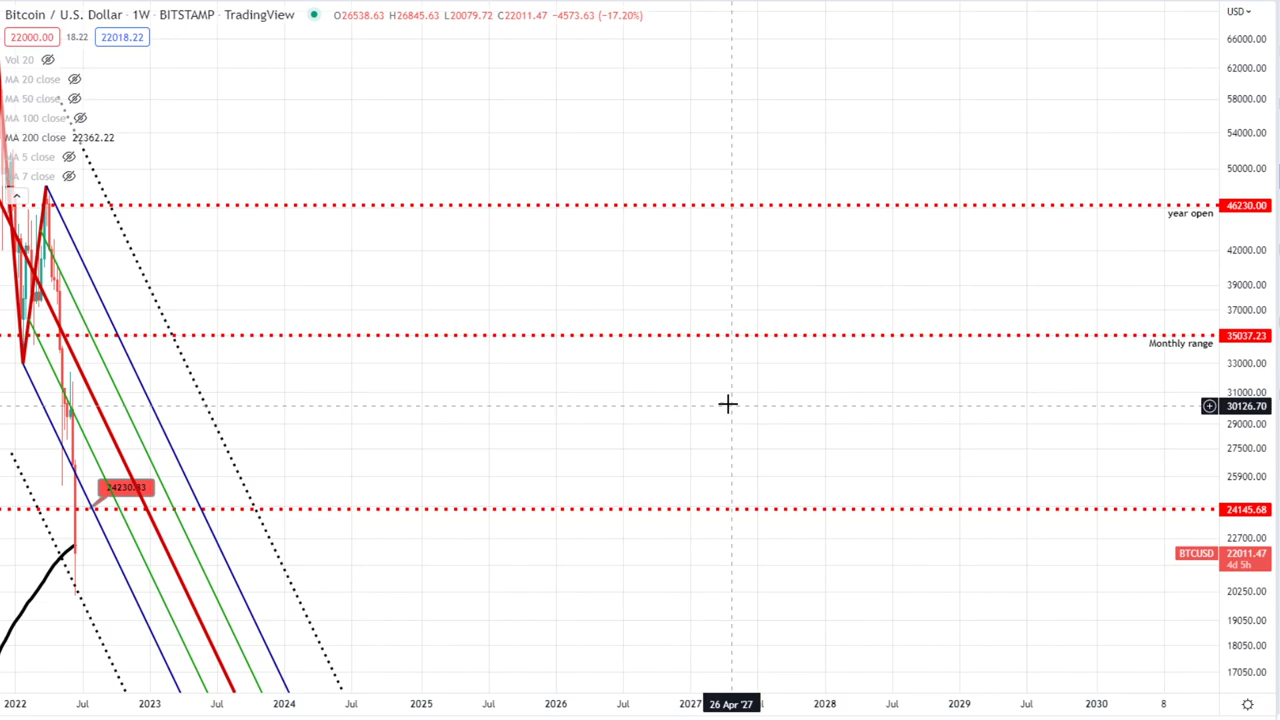 Bitcoin / U.S. Dollar · 1W · BITSTAMP · TradingView O26538.63 H26845.63 L20079.72 C22011.47 −4573.63 (−17.20%) USD
22000.00 18.22 22018.22
66000.00
Vol 20
62000.00
MA 20 close
MA 50 close
58000.00
MA 100 close
54000.00
MA 200 close 22362.22
MA 5 close
50000.00
MA 7 close
46230.00
year open
42000.00
39000.00
37000.00
35037.23
Monthly range
33000.00
31000.00
30126.70
29000.00
27500.00
25900.00
24230.83
24145.68
22700.00
BTCUSD 22011.47
4d 5h
20250.00
19050.00
18050.00
17050.00
2022 Jul 2023 Jul 2024 Jul 2025 Jul 2026 Jul 2027 26 Apr '27 2028 Jul 2029 Jul 2030 8